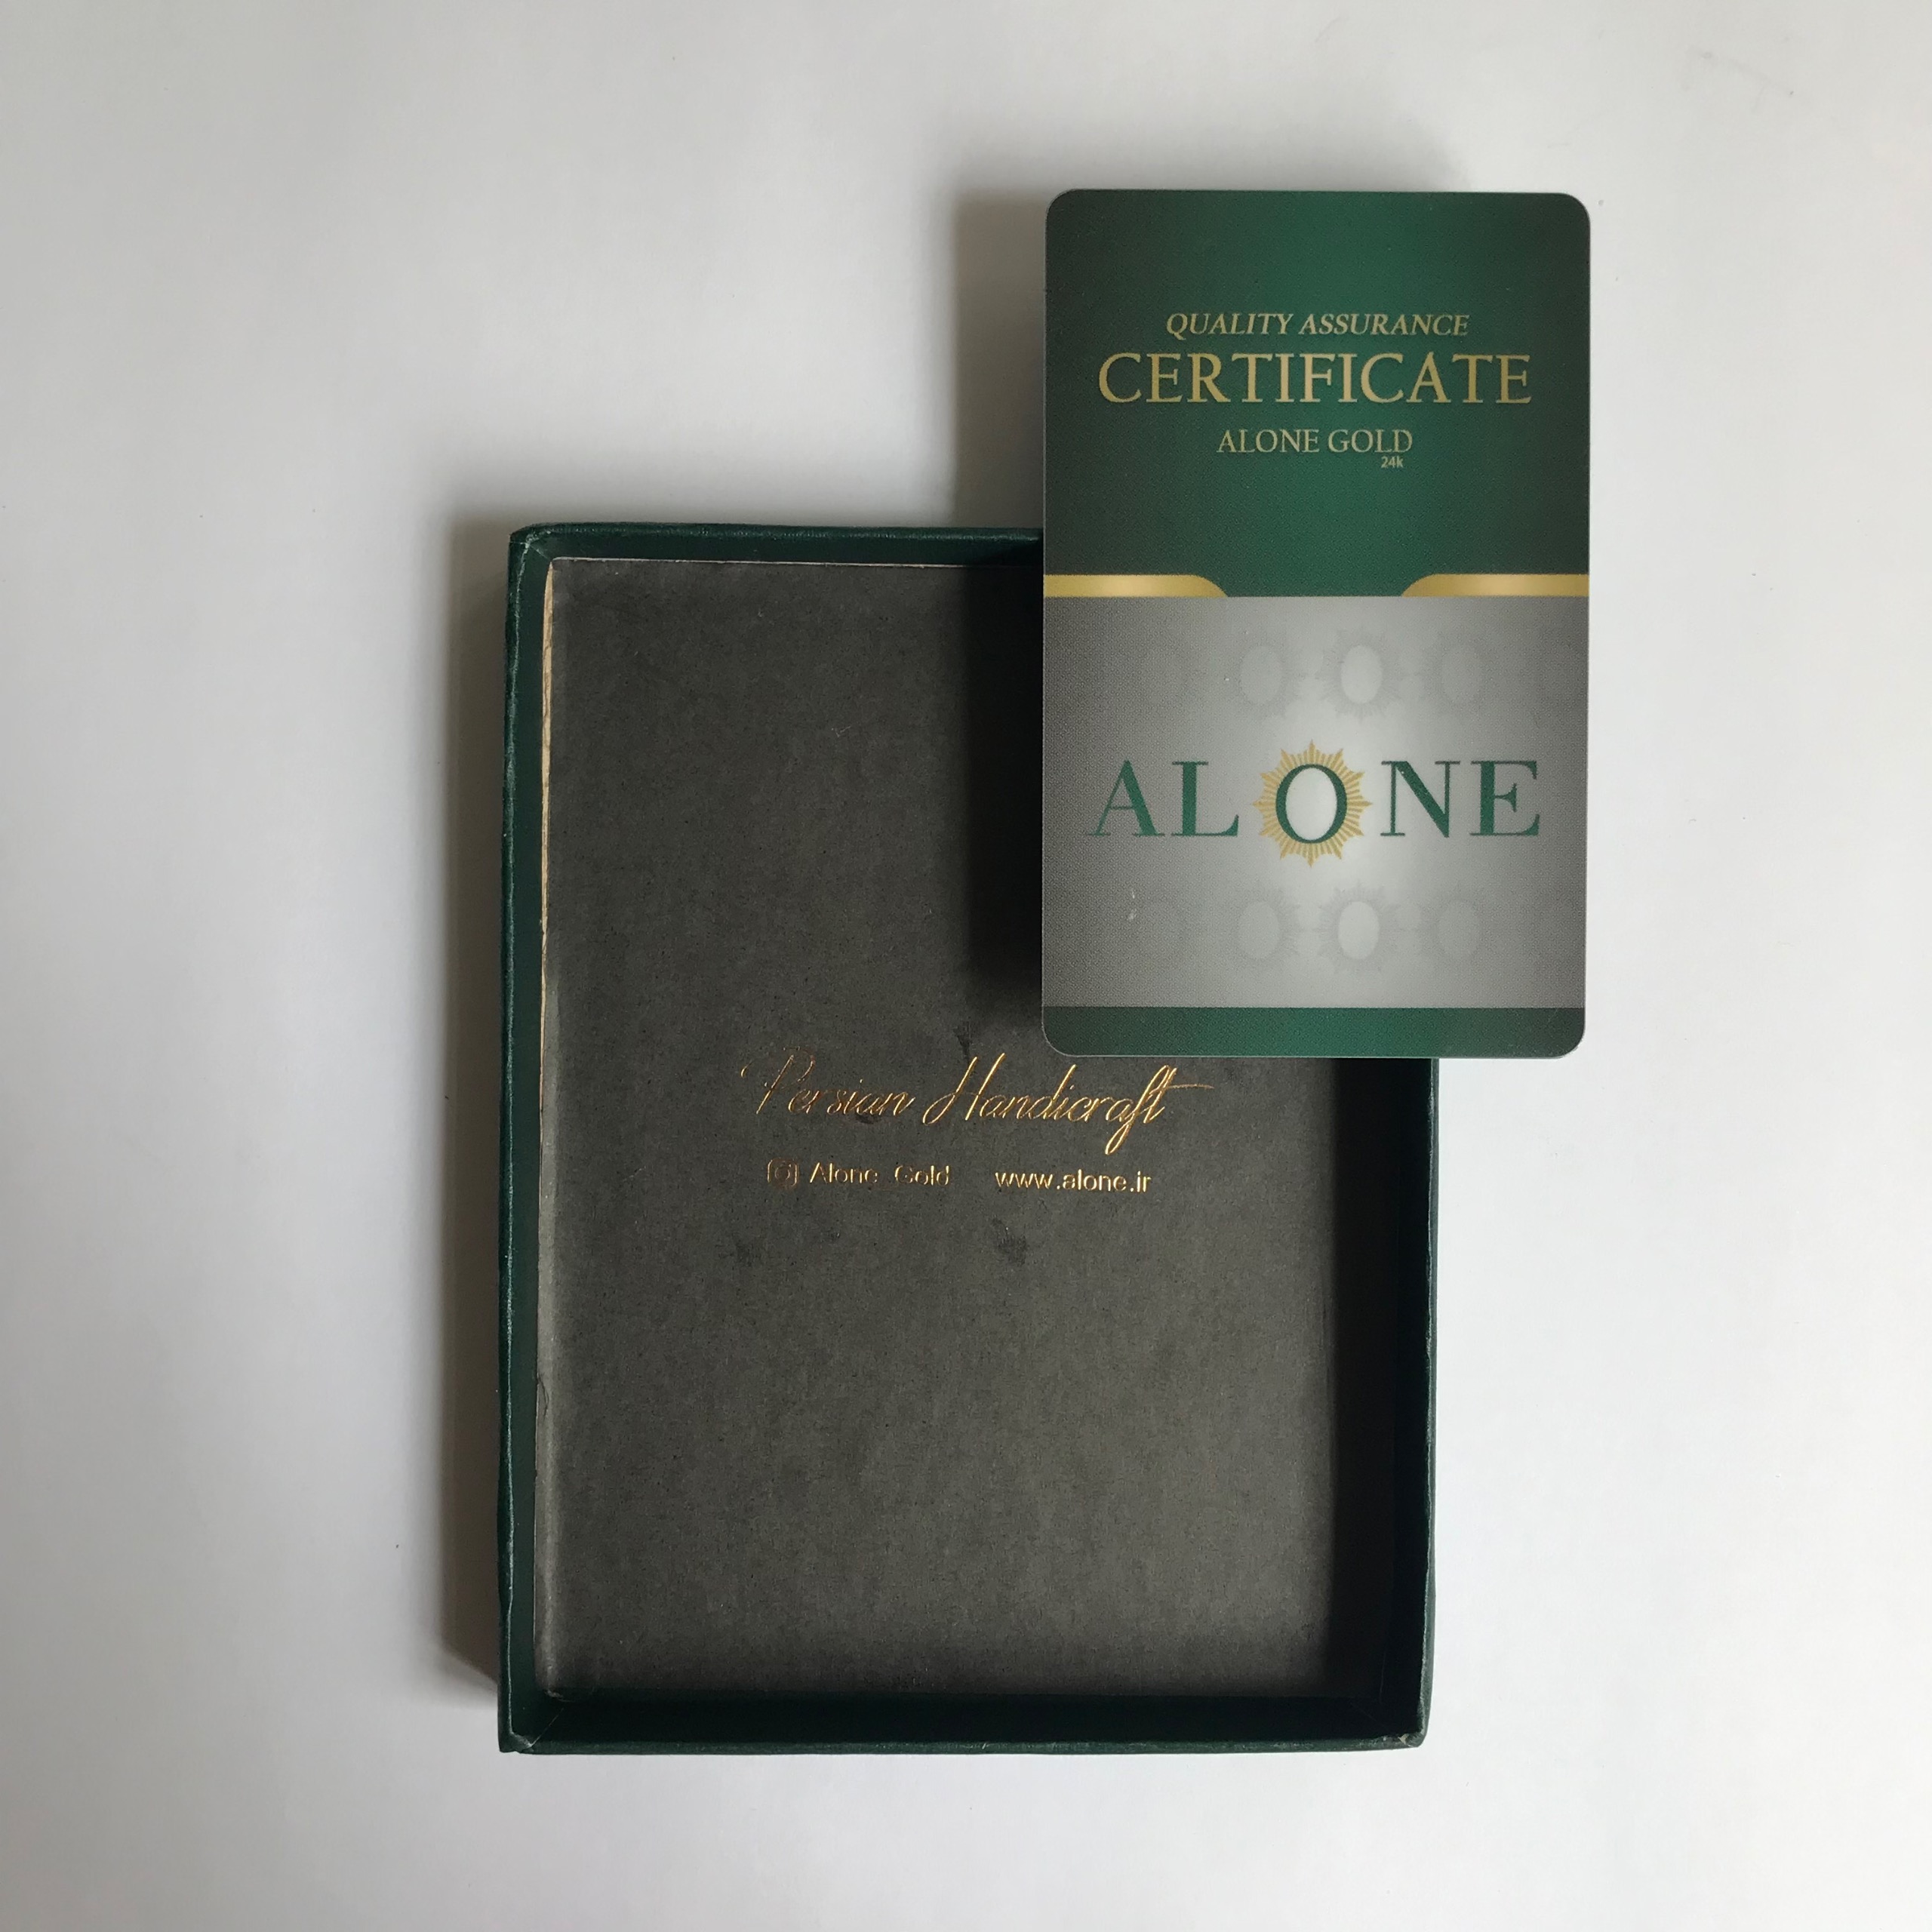 QUALITY ASSURANCE
CERTIFICATE
ALONE GOLD
24k
ALONE
Persian Handicraft
Alone_Gold www.alone.ir